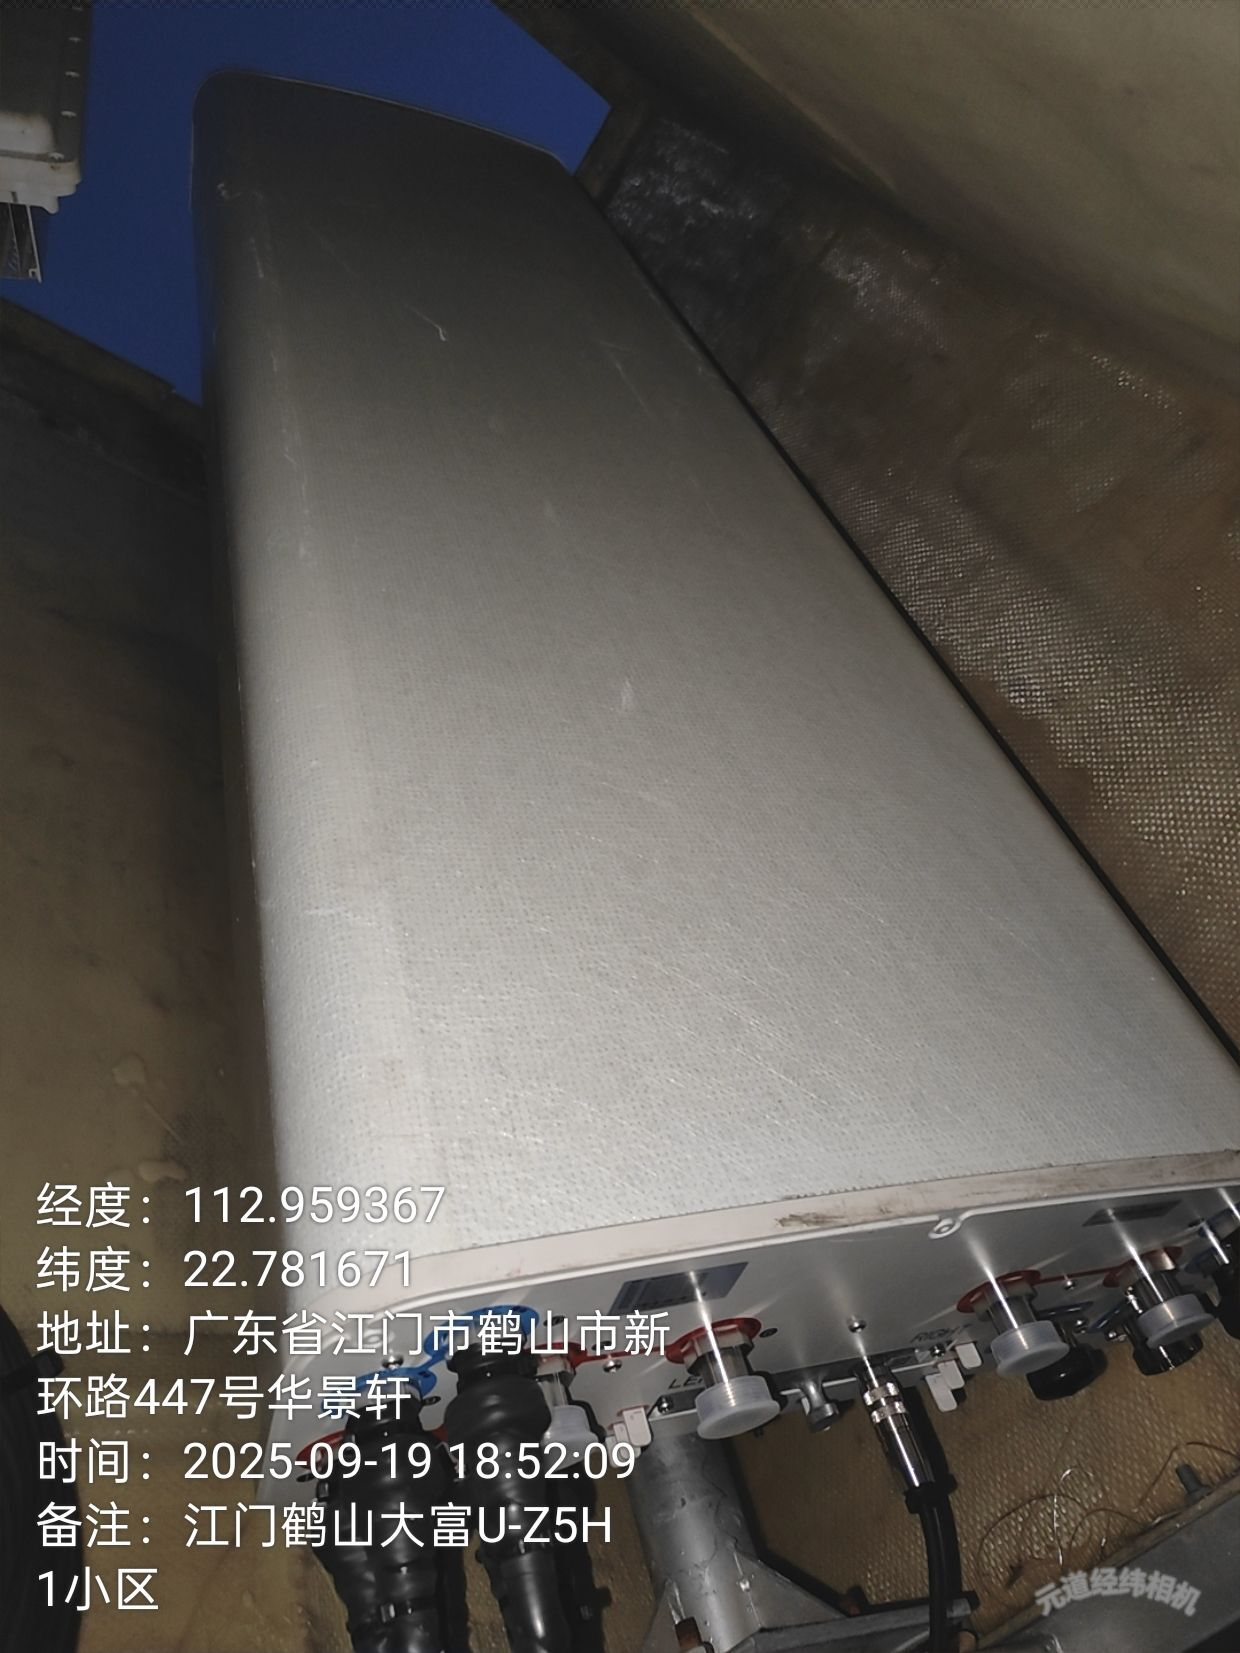 经度：112.959367
纬度：22.781671
地址：广东省江门市鹤山市新
环路447号华景轩
时间：2025-09-19 18:52:09
备注：江门鹤山大富U-Z5H
1小区
RIGHT
元道经纬相机